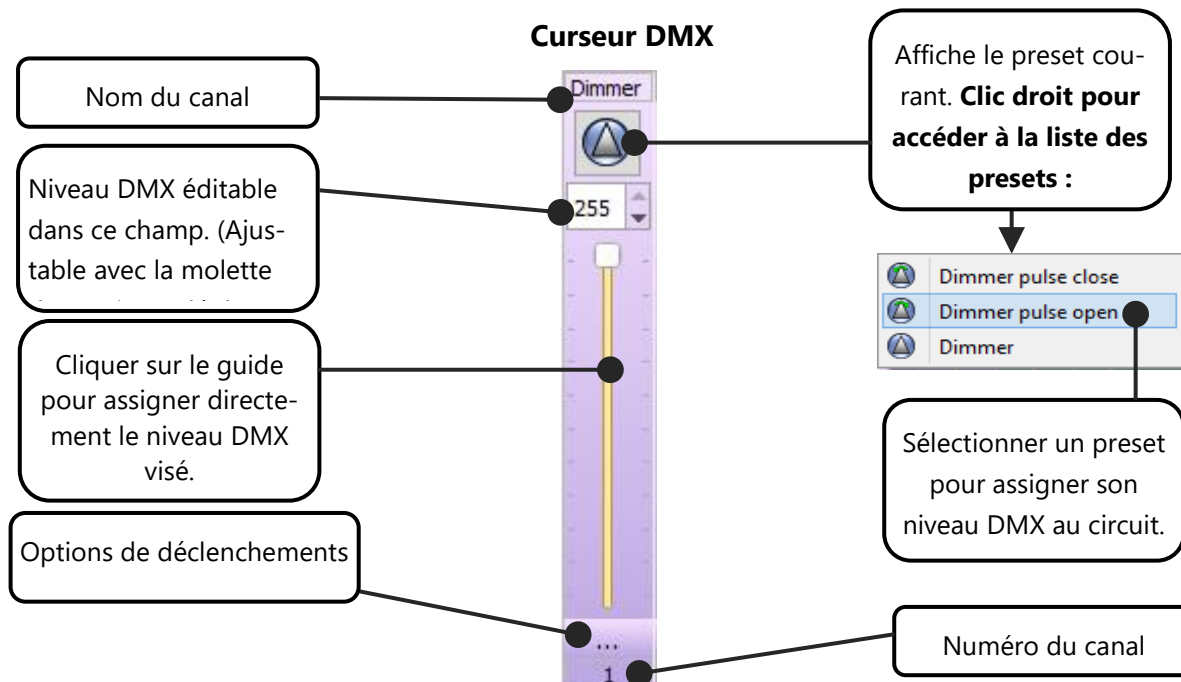 Curseur DMX
Nom du canal
Niveau DMX éditable
dans ce champ. (Ajus-
table avec la molette
Cliquer sur le guide
pour assigner directe-
ment le niveau DMX
visé.
Options de déclenchements
Dimmer
255
...
1
Affiche le preset cou-
rant. Clic droit pour
accéder à la liste des
presets :
Dimmer pulse close
Dimmer pulse open
Dimmer
Sélectionner un preset
pour assigner son
niveau DMX au circuit.
Numéro du canal